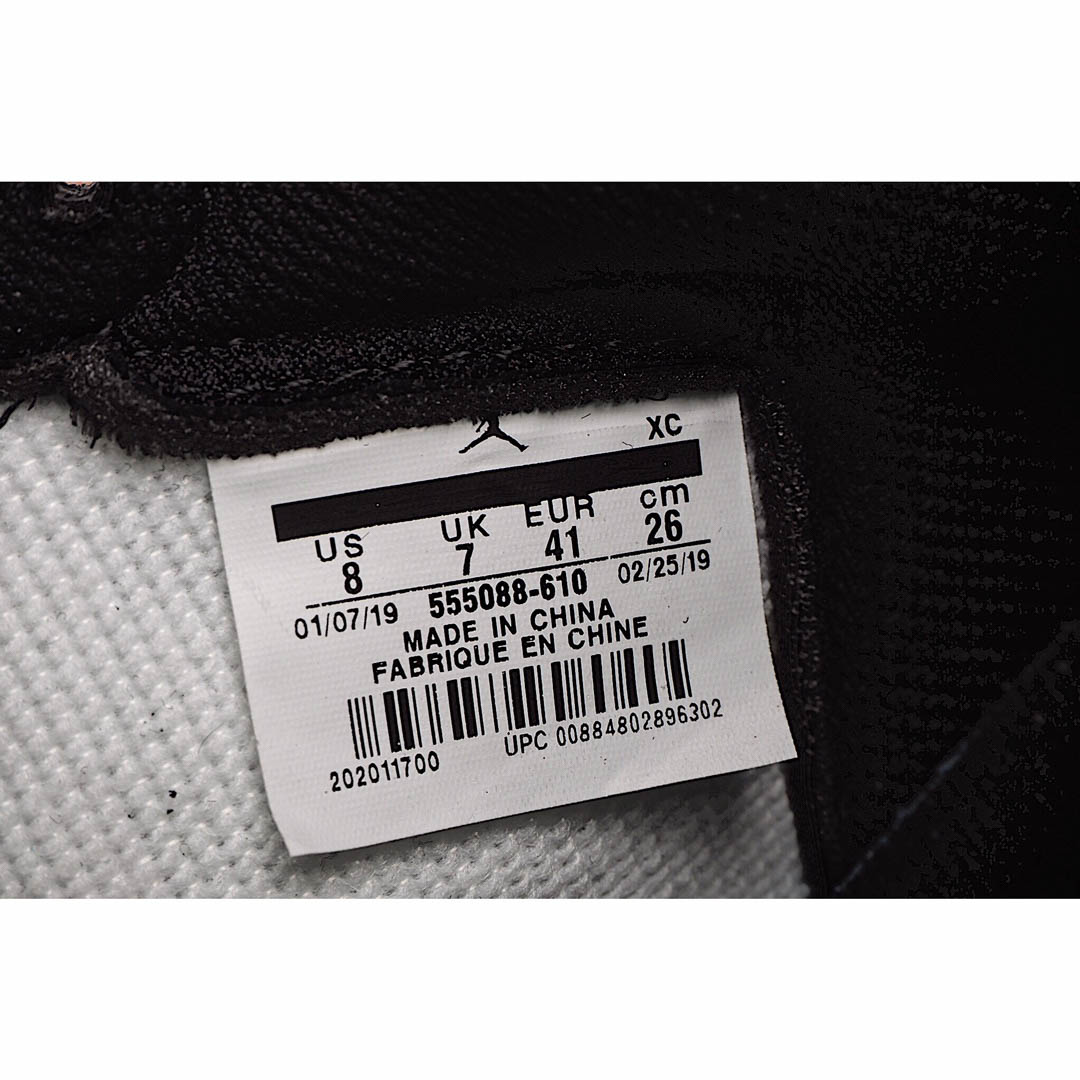 XC
US UK EUR cm
8 7 41 26
01/07/19 555088-610 02/25/19
MADE IN CHINA
FABRIQUE EN CHINE
202011700 UPC 00884802896302